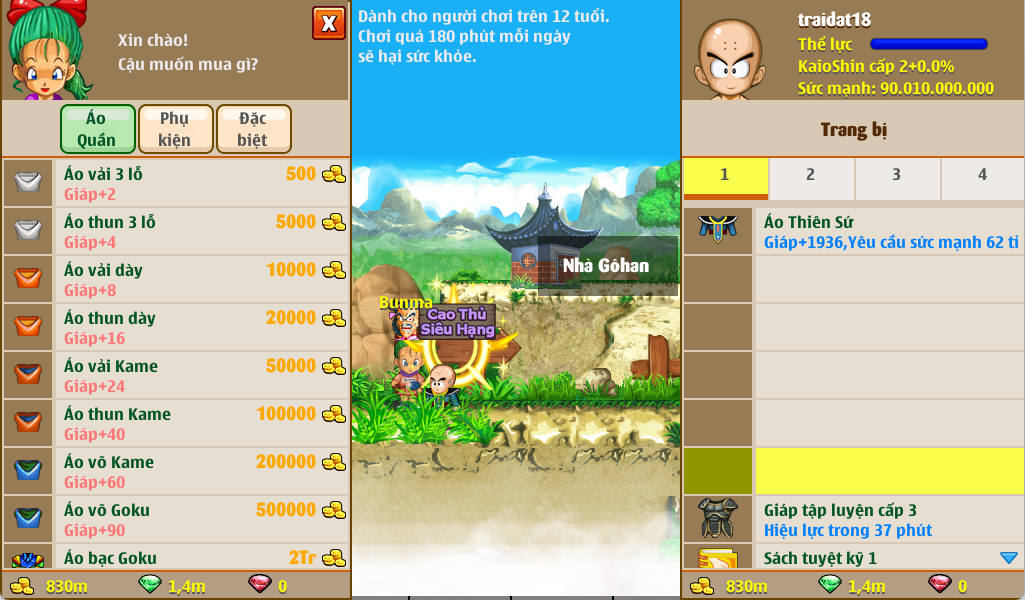 Xin chào!
Cậu muốn mua gì?
X
Áo
Quần
Phụ
kiện
Đặc
biệt
Áo vải 3 lỗ
500
Giáp+2
Áo thun 3 lỗ
5000
Giáp+4
Áo vải dày
10000
Giáp+8
Áo thun dày
20000
Giáp+16
Áo vải Kame
50000
Giáp+24
Áo thun Kame
100000
Giáp+40
Áo võ Kame
200000
Giáp+60
Áo võ Goku
500000
Giáp+90
Áo bạc Goku
2Tr
830m
1,4m
0
Dành cho người chơi trên 12 tuổi.
Chơi quá 180 phút mỗi ngày
sẽ hại sức khỏe.
Nhà Gôhan
Bunma
Cao Thủ
Siêu Hạng
traidat18
Thể lực
KaioShin cấp 2+0.0%
Sức mạnh: 90.010.000.000
Trang bị
1
2
3
4
Áo Thiên Sứ
Giáp+1936,Yêu cầu sức mạnh 62 tỉ
Giáp tập luyện cấp 3
Hiệu lực trong 37 phút
Sách tuyệt kỹ 1
830m
1,4m
0